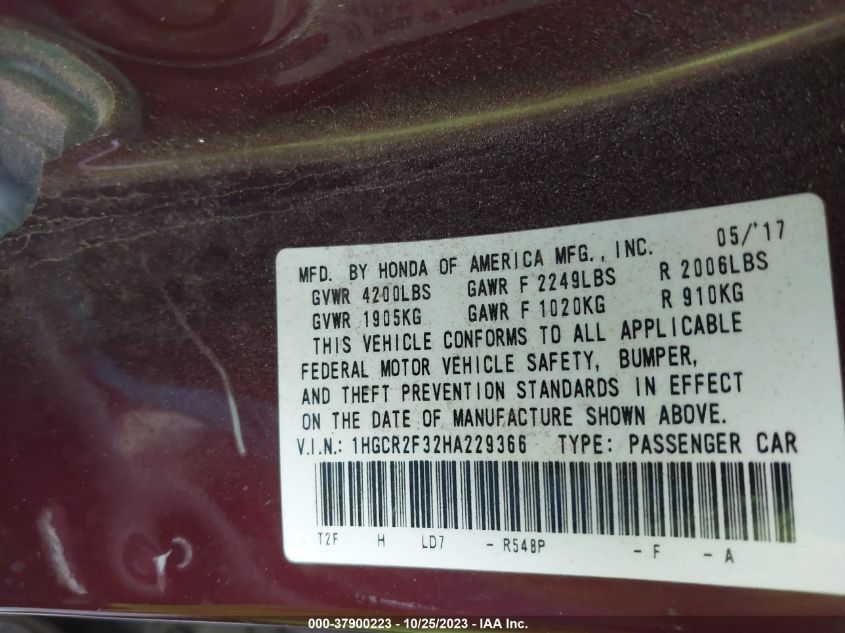 MFD. BY HONDA OF AMERICA MFG., INC. 05/'17
GVWR 4200LBS GAWR F 2249LBS R 2006LBS
GVWR 1905KG GAWR F 1020KG R 910KG
THIS VEHICLE CONFORMS TO ALL APPLICABLE
FEDERAL MOTOR VEHICLE SAFETY, BUMPER,
AND THEFT PREVENTION STANDARDS IN EFFECT
ON THE DATE OF MANUFACTURE SHOWN ABOVE.
V.I.N.: 1HGCR2F32HA229366 TYPE: PASSENGER CAR
T2F H LD7 - R548P - F - A
000-37900223 - 10/25/2023 - IAA Inc.